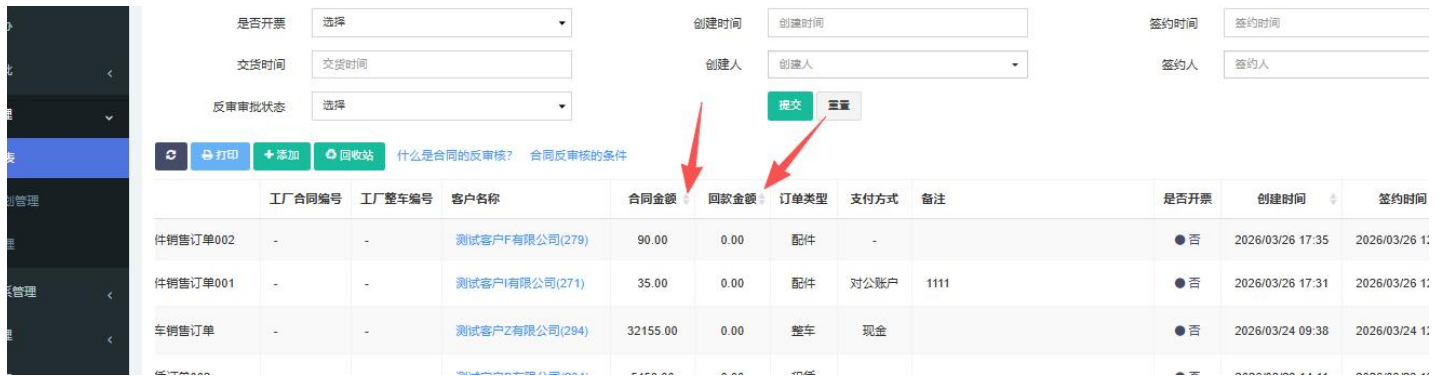 是否开票 选择 创建时间 创建时间 签约时间 签约时间
交货时间 交货时间 创建人 创建人 签约人 签约人
反审审批状态 选择 提交 重置
打印 添加 回收站 什么是合同的反审核？ 合同反审核的条件
工厂合同编号 工厂整车编号 客户名称 合同金额 回款金额 订单类型 支付方式 备注 是否开票 创建时间 签约时间
件销售订单002 - - 测试客户F有限公司(279) 90.00 0.00 配件 - 否 2026/03/26 17:35 2026/03/26 12
件销售订单001 - - 测试客户I有限公司(271) 35.00 0.00 配件 对公账户 1111 否 2026/03/26 17:31 2026/03/26 12
车销售订单 - - 测试客户Z有限公司(294) 32155.00 0.00 整车 现金 否 2026/03/24 09:38 2026/03/24 12